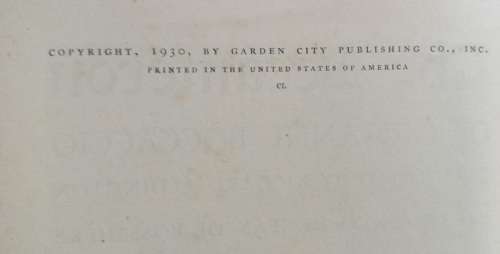 COPYRIGHT, 1930, BY GARDEN CITY PUBLISHING CO., INC.
PRINTED IN THE UNITED STATES OF AMERICA
CL